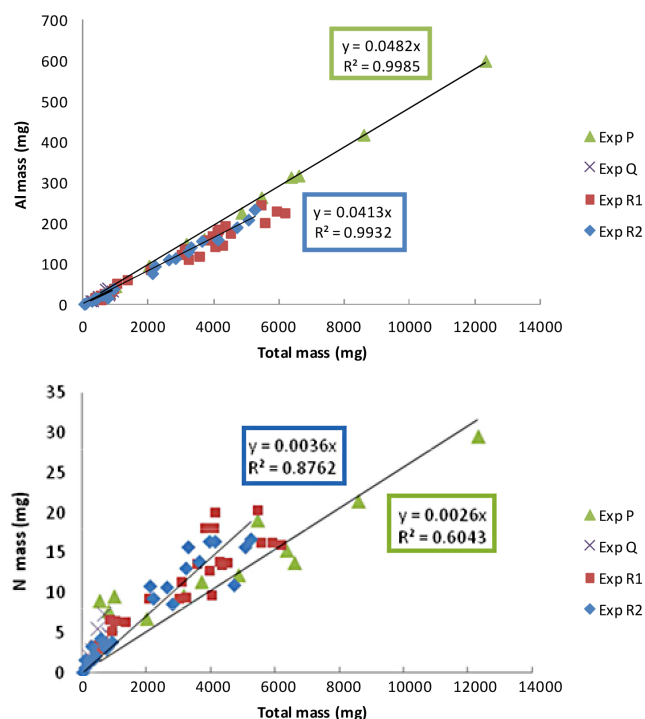 700
600
500
400
300
200
100
0
Al mass (mg)
y = 0.0482x
R² = 0.9985
y = 0.0413x
R² = 0.9932
Exp P
Exp Q
Exp R1
Exp R2
0 2000 4000 6000 8000 10000 12000 14000
Total mass (mg)
35
30
25
20
15
10
5
0
N mass (mg)
y = 0.0036x
R² = 0.8762
y = 0.0026x
R² = 0.6043
Exp P
Exp Q
Exp R1
Exp R2
0 2000 4000 6000 8000 10000 12000 14000
Total mass (mg)